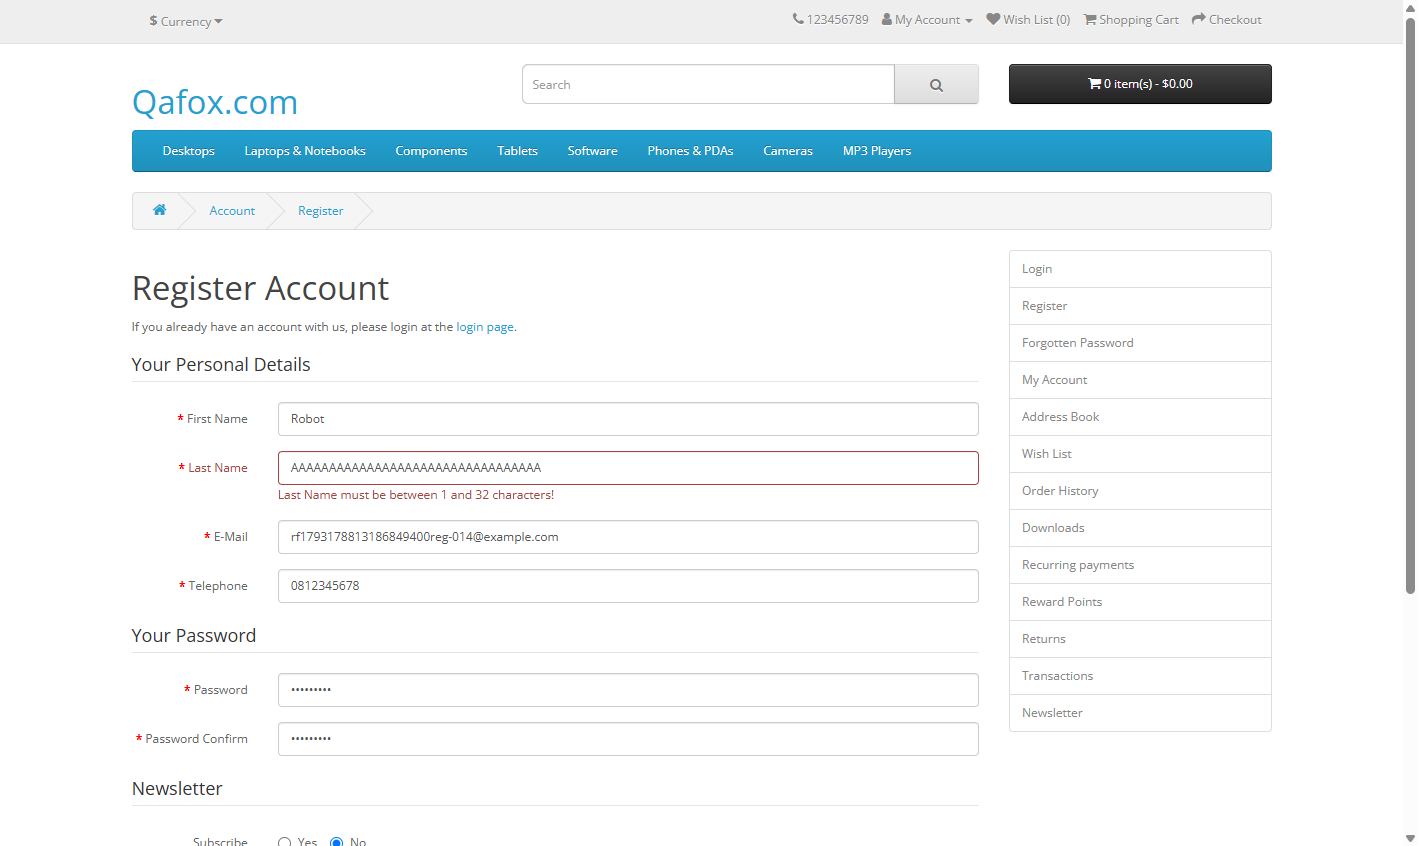 $ Currency
123456789 My Account Wish List (0) Shopping Cart Checkout
Qafox.com
Search
0 item(s) - $0.00
Desktops Laptops & Notebooks Components Tablets Software Phones & PDAs Cameras MP3 Players
Account Register
Register Account
If you already have an account with us, please login at the login page.
Your Personal Details
* First Name Robot
* Last Name AAAAAAAAAAAAAAAAAAAAAAAAAAAAAAAAA
Last Name must be between 1 and 32 characters!
* E-Mail rf1793178813186849400reg-014@example.com
* Telephone 0812345678
Your Password
* Password •••••••••
* Password Confirm •••••••••
Newsletter
Subscribe Yes No
Login
Register
Forgotten Password
My Account
Address Book
Wish List
Order History
Downloads
Recurring payments
Reward Points
Returns
Transactions
Newsletter